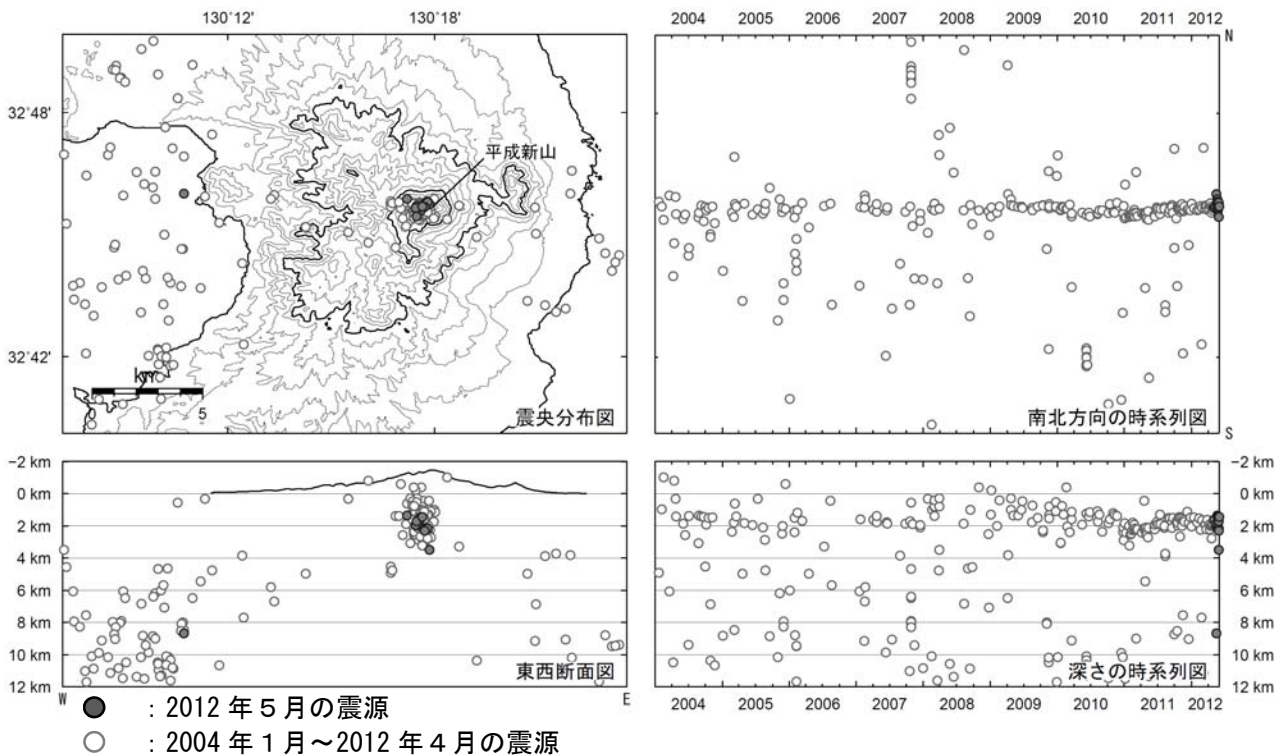 130°12' 130°18'
2004 2005 2006 2007 2008 2009 2010 2011 2012
32°48'
32°42'
平成新山
km
0 5
震央分布図
N
S
南北方向の時系列図
-2 km
0 km
2 km
4 km
6 km
8 km
10 km
12 km
W E
東西断面図
-2 km
0 km
2 km
4 km
6 km
8 km
10 km
12 km
深さの時系列図
2004 2005 2006 2007 2008 2009 2010 2011 2012
：2012 年５月の震源
：2004 年１月～2012 年４月の震源